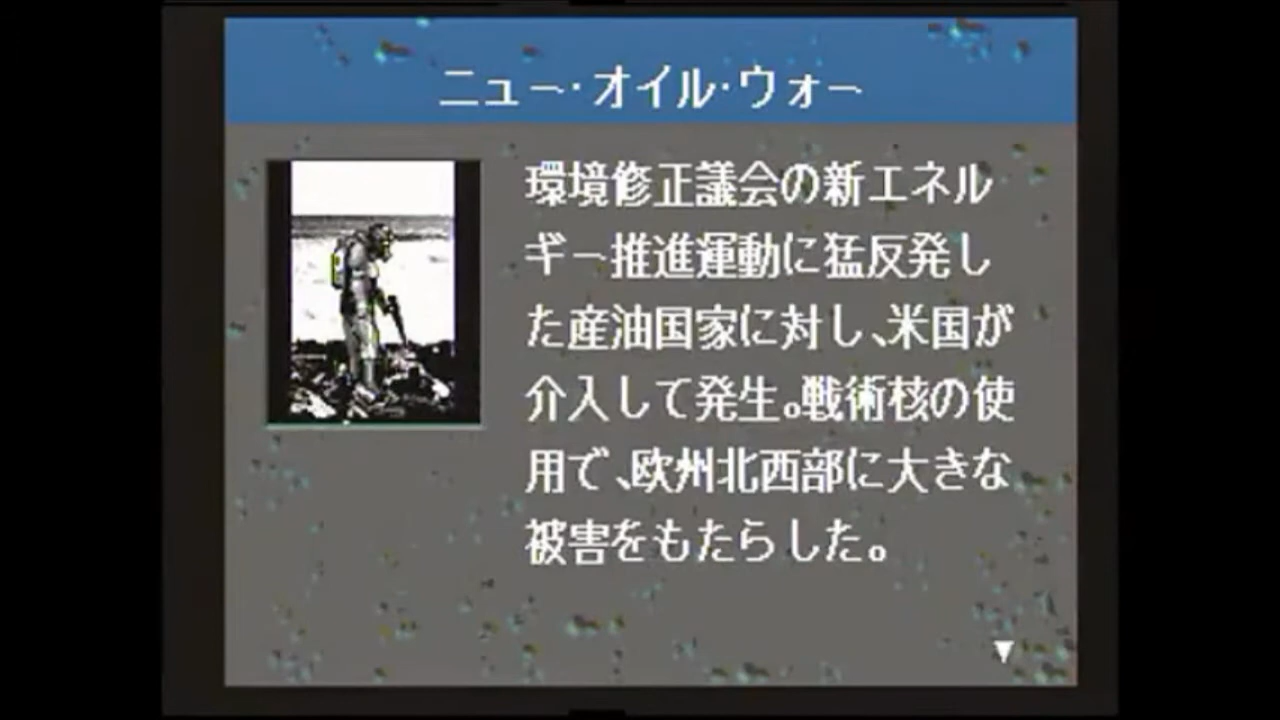 ニュー・オイル・ウォー
環境修正議会の新エネル
ギー推進運動に猛反発し
た産油国家に対し、米国が
介入して発生。戦術核の使
用で、欧州北西部に大きな
被害をもたらした。